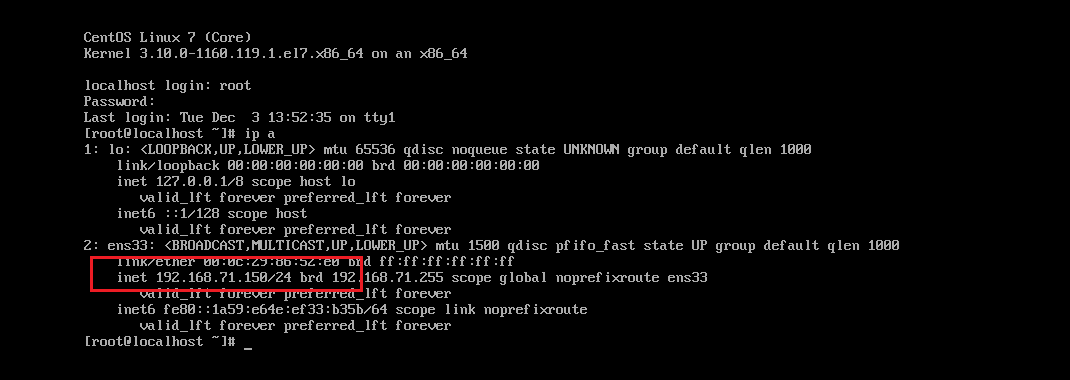 CentOS Linux 7 (Core)
Kernel 3.10.0-1160.119.1.el7.x86_64 on an x86_64
localhost login: root
Password:
Last login: Tue Dec  3 13:52:35 on tty1
[root@localhost ~]# ip a
1: lo: <LOOPBACK,UP,LOWER_UP> mtu 65536 qdisc noqueue state UNKNOWN group default qlen 1000
    link/loopback 00:00:00:00:00:00 brd 00:00:00:00:00:00
    inet 127.0.0.1/8 scope host lo
       valid_lft forever preferred_lft forever
    inet6 ::1/128 scope host
       valid_lft forever preferred_lft forever
2: ens33: <BROADCAST,MULTICAST,UP,LOWER_UP> mtu 1500 qdisc pfifo_fast state UP group default qlen 1000
    link/ether 00:0c:29:86:52:e0 brd ff:ff:ff:ff:ff:ff
    inet 192.168.71.150/24 brd 192.168.71.255 scope global noprefixroute ens33
       valid_lft forever preferred_lft forever
    inet6 fe80::1a59:e64e:ef33:b35b/64 scope link noprefixroute
       valid_lft forever preferred_lft forever
[root@localhost ~]# _